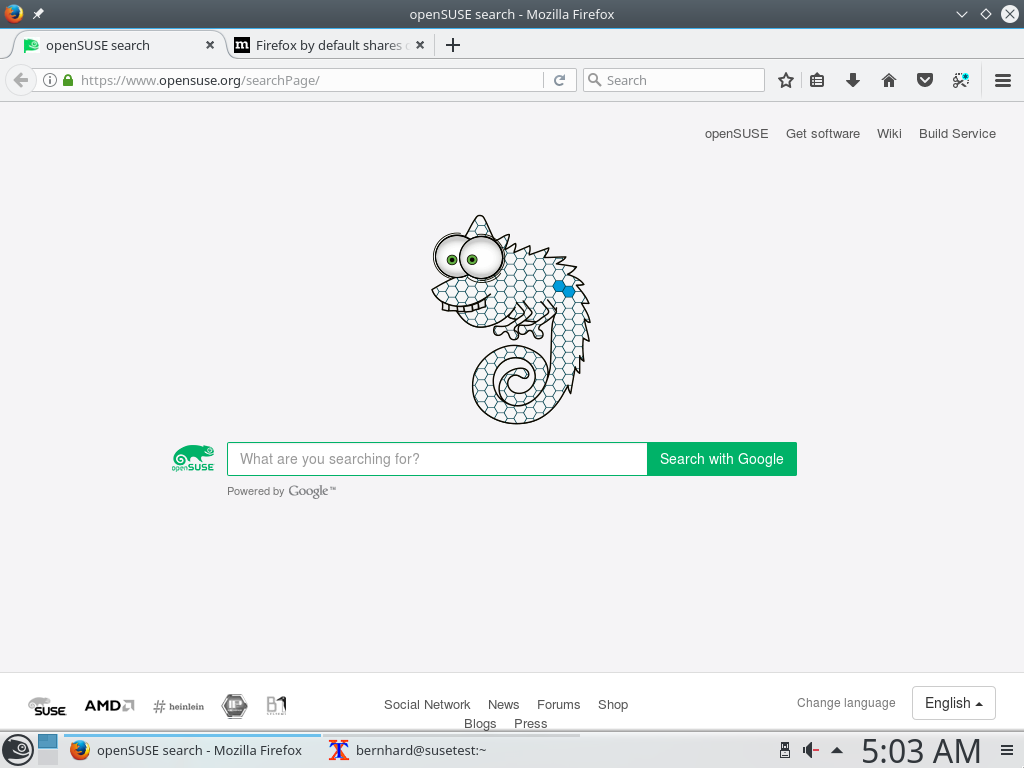 openSUSE search - Mozilla Firefox
openSUSE search
m Firefox by default shares
https://www.opensuse.org/searchPage/
Search
openSUSE Get software Wiki Build Service
openSUSE
What are you searching for?
Search with Google
Powered by Google™
SUSE
AMD
# heinlein
IP
B1
Social Network News Forums Shop
Blogs Press
Change language
English
openSUSE search - Mozilla Firefox
bernhard@susetest:~
5:03 AM